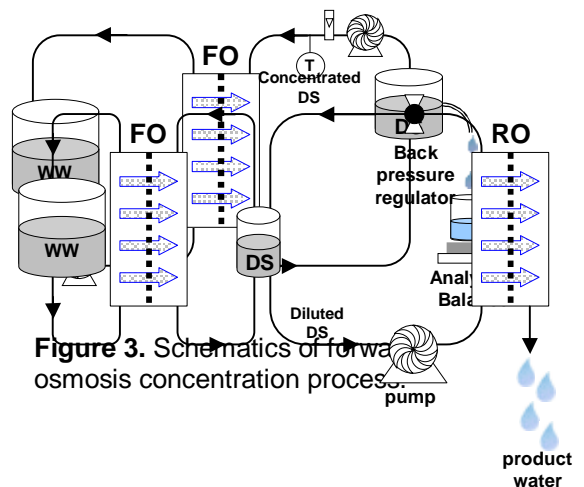 FO
T
Concentrated
DS
FO
RO
Back
pressure
regulator
WW
WW
DS
Diluted
DS
Figure 3. Schematics of
osmosis concentration process.
pump
product
water